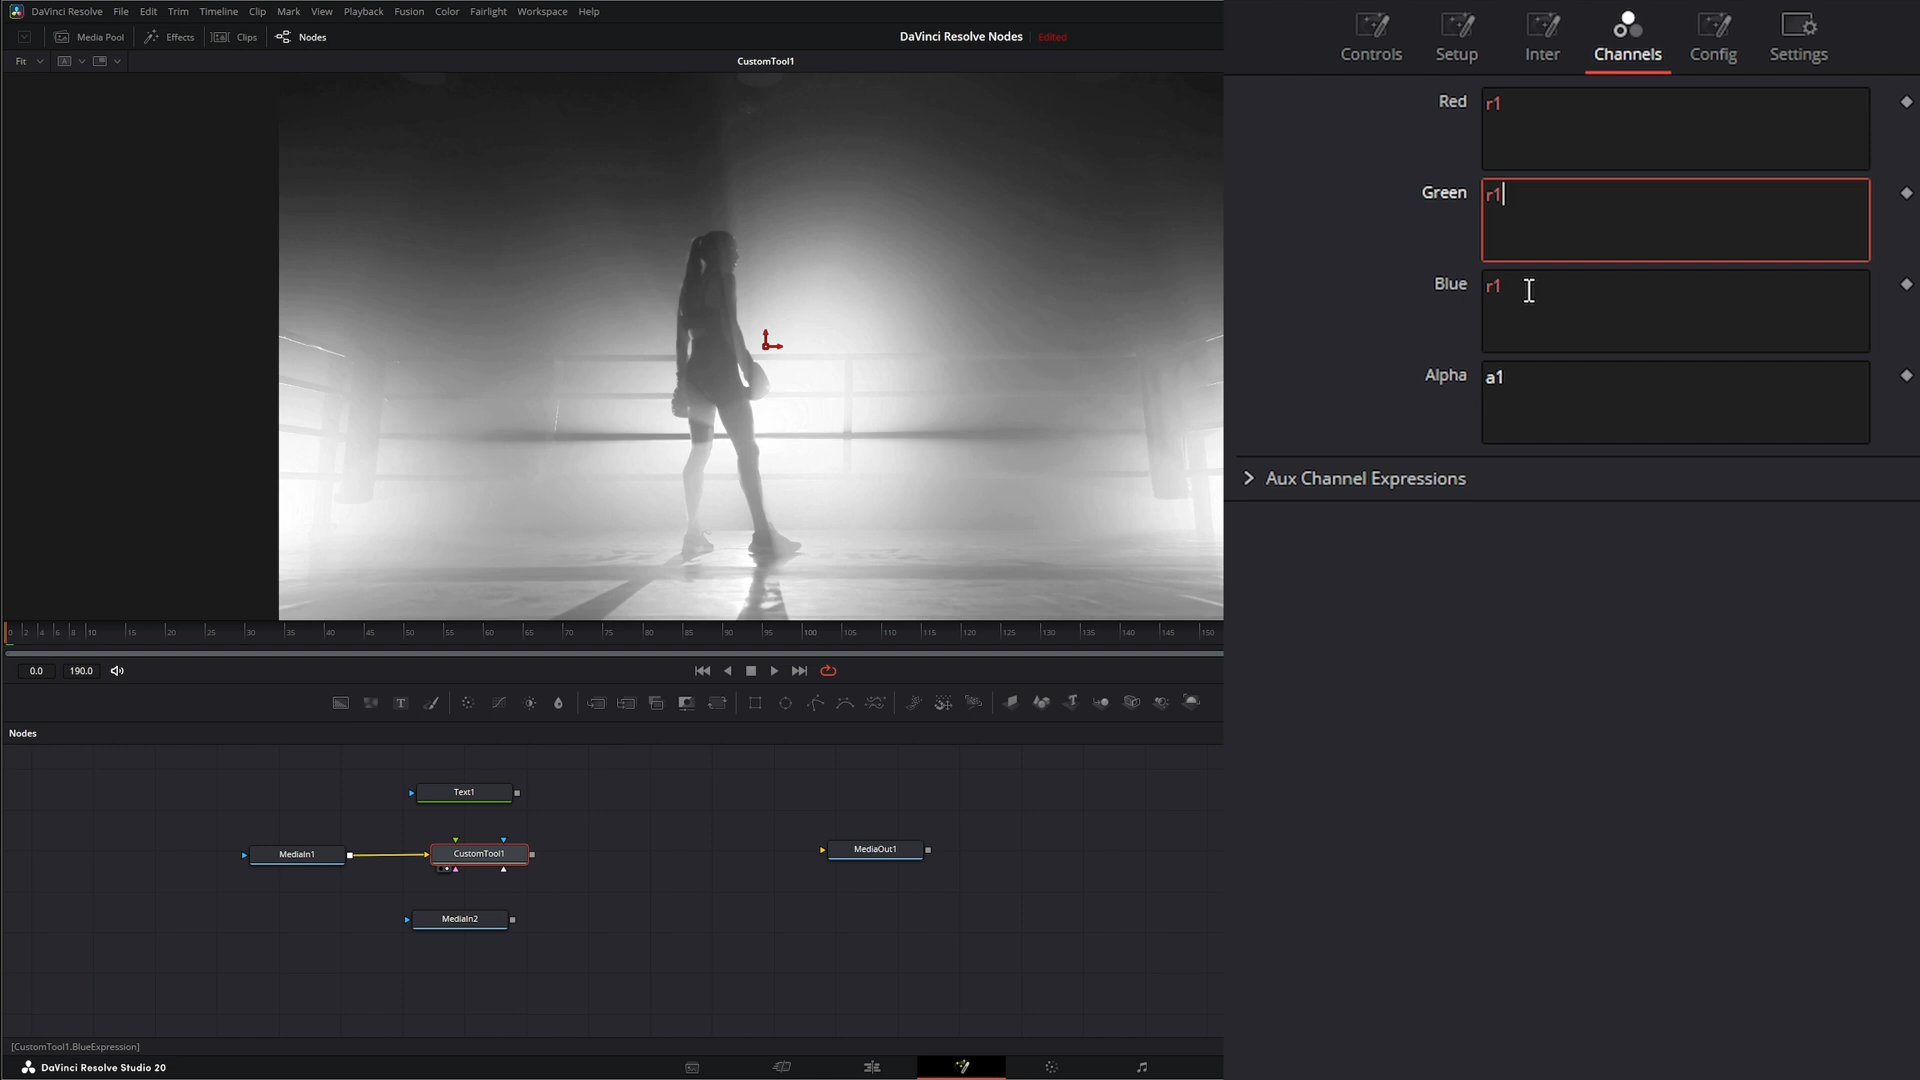 DaVinci Resolve File Edit Trim Timeline Clip Mark View Playback Fusion Color Fairlight Workspace Help
Media Pool Effects Clips Nodes DaVinci Resolve Nodes Edited
Fit A CustomTool1
Controls Setup Inter Channels Config Settings
Red r1
Green r1
Blue r1
Alpha a1
Aux Channel Expressions
0 2 4 6 8 10 15 20 25 30 35 40 45 50 55 60 65 70 75 80 85 90 95 100 105 110 115 120 125 130 135 140 145 150
0.0 190.0
T
Nodes
Text1
MediaIn1 CustomTool1 MediaOut1
MediaIn2
[CustomTool1.BlueExpression]
DaVinci Resolve Studio 20